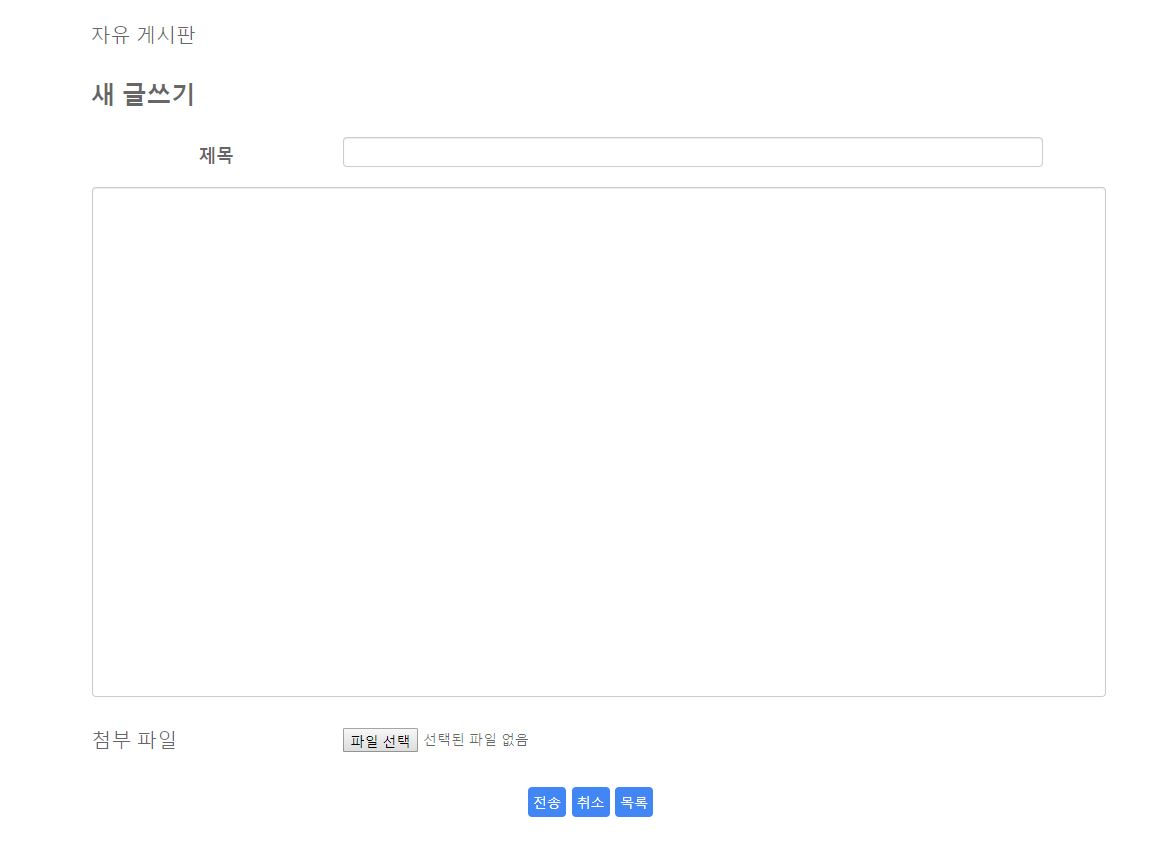 자유 게시판
새 글쓰기
제목
첨부 파일 파일 선택 선택된 파일 없음
전송 취소 목록